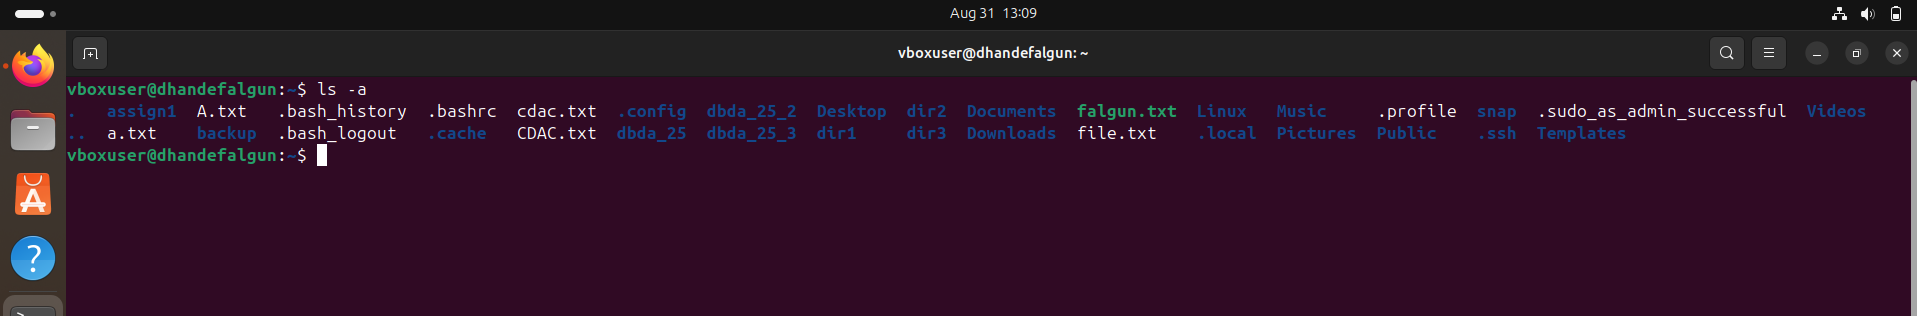 Aug 31 13:09
vboxuser@dhandefalgun: ~
vboxuser@dhandefalgun:~$ ls -a
. assign1 A.txt .bash_history .bashrc cdac.txt .config dbda_25_2 Desktop dir2 Documents falgun.txt Linux Music .profile snap .sudo_as_admin_successful Videos
.. a.txt backup .bash_logout .cache CDAC.txt dbda_25 dbda_25_3 dir1 dir3 Downloads file.txt .local Pictures Public .ssh Templates
vboxuser@dhandefalgun:~$